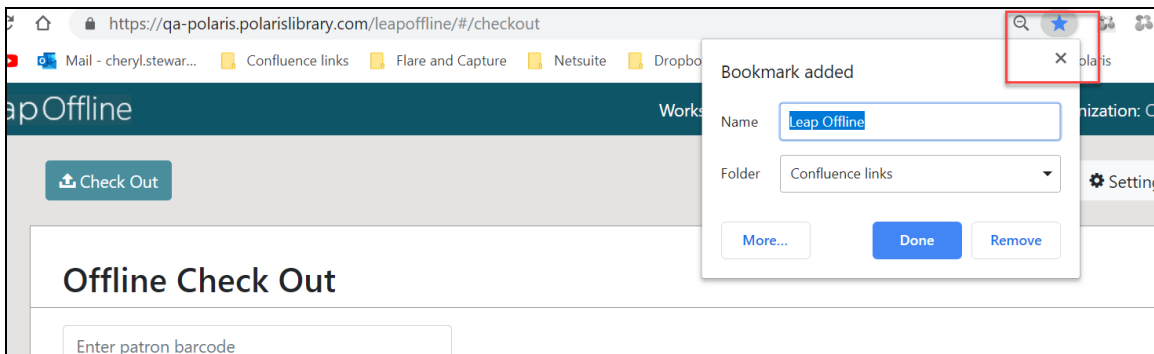 https://qa-polaris.polarislibrary.com/leapoffline/#/checkout
Mail - cheryl.stewar... Confluence links Flare and Capture Netsuite Dropbo olaris
ap Offline Works nization: C
Bookmark added
Name Leap Offline
Folder Confluence links
More... Done Remove
Check Out Setting
Offline Check Out
Enter patron barcode